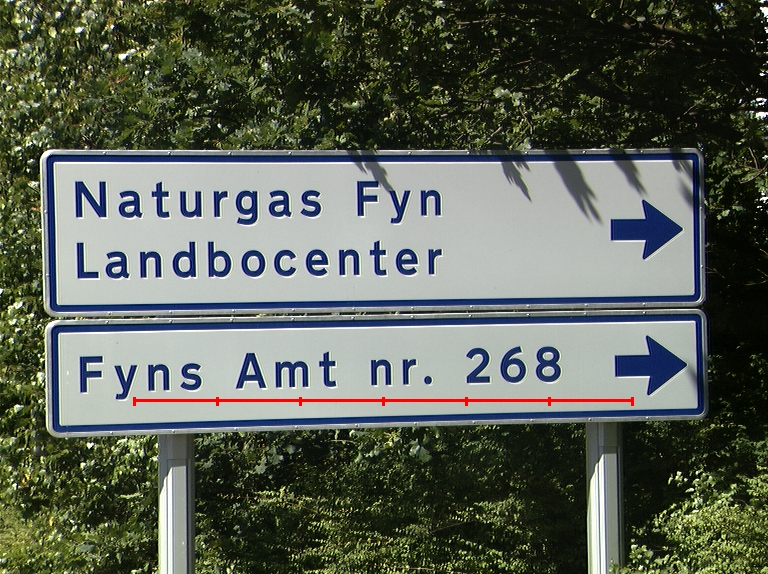 Naturgas Fyn
Landbocenter
Fyns Amt nr. 268